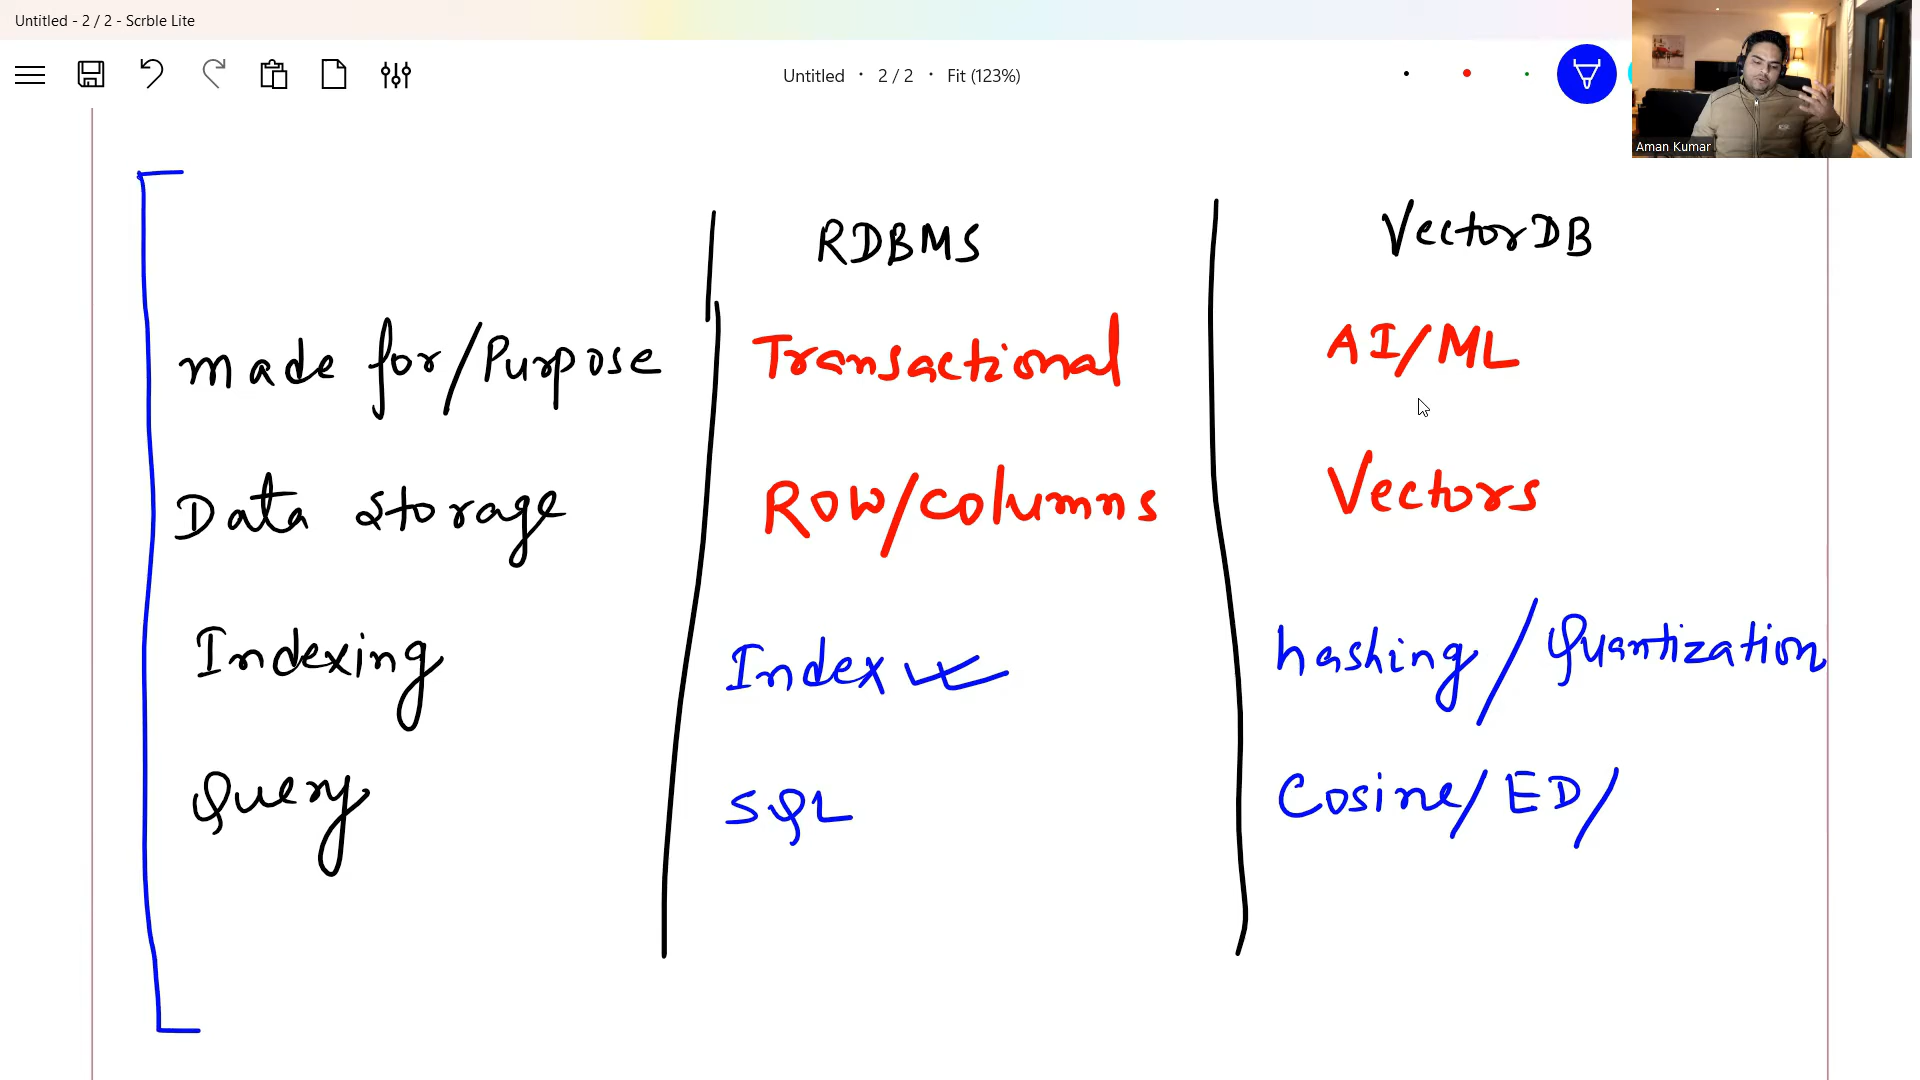 Untitled - 2 / 2 - Scrble Lite
Untitled • 2 / 2 • Fit (123%)
Aman Kumar
RDBMS VectorDB
made for/Purpose Transactional AI/ML
Data storage Row/columns Vectors
Indexing Index hashing/Quantization
Query SQL Cosine/ED/